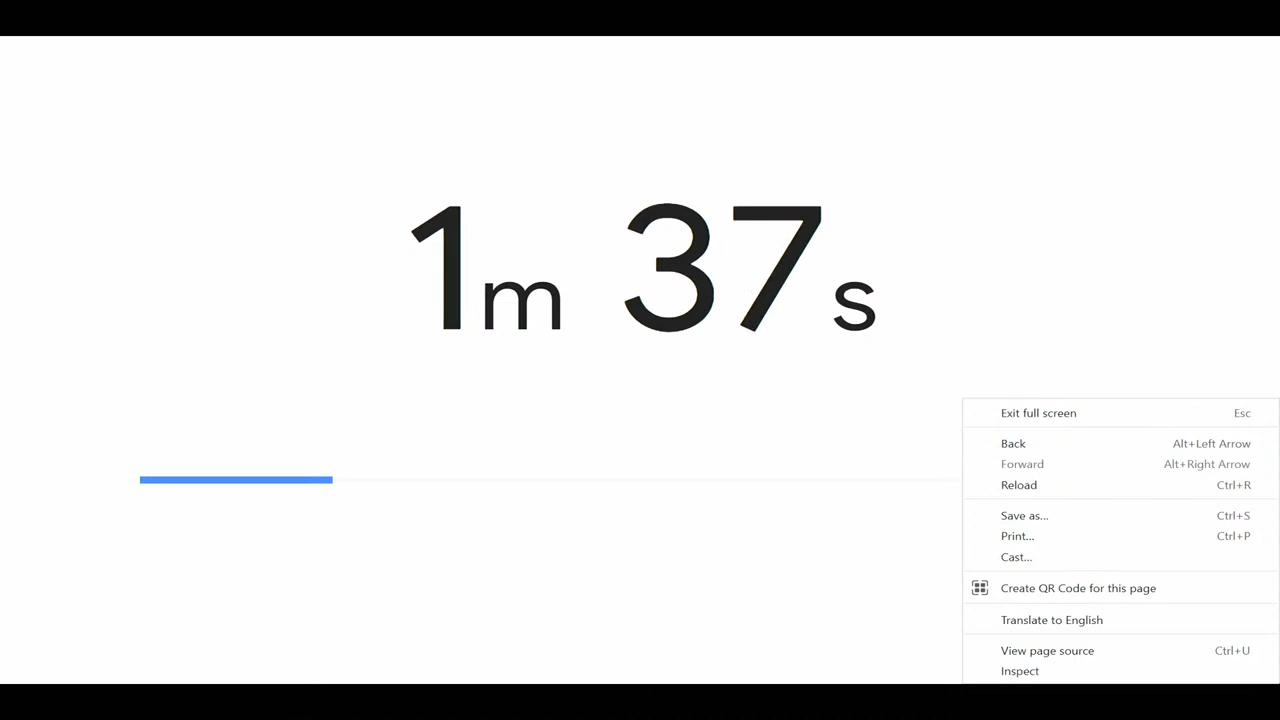 1m 37s
Exit full screen Esc
Back Alt+Left Arrow
Forward Alt+Right Arrow
Reload Ctrl+R
Save as... Ctrl+S
Print... Ctrl+P
Cast...
Create QR Code for this page
Translate to English
View page source Ctrl+U
Inspect